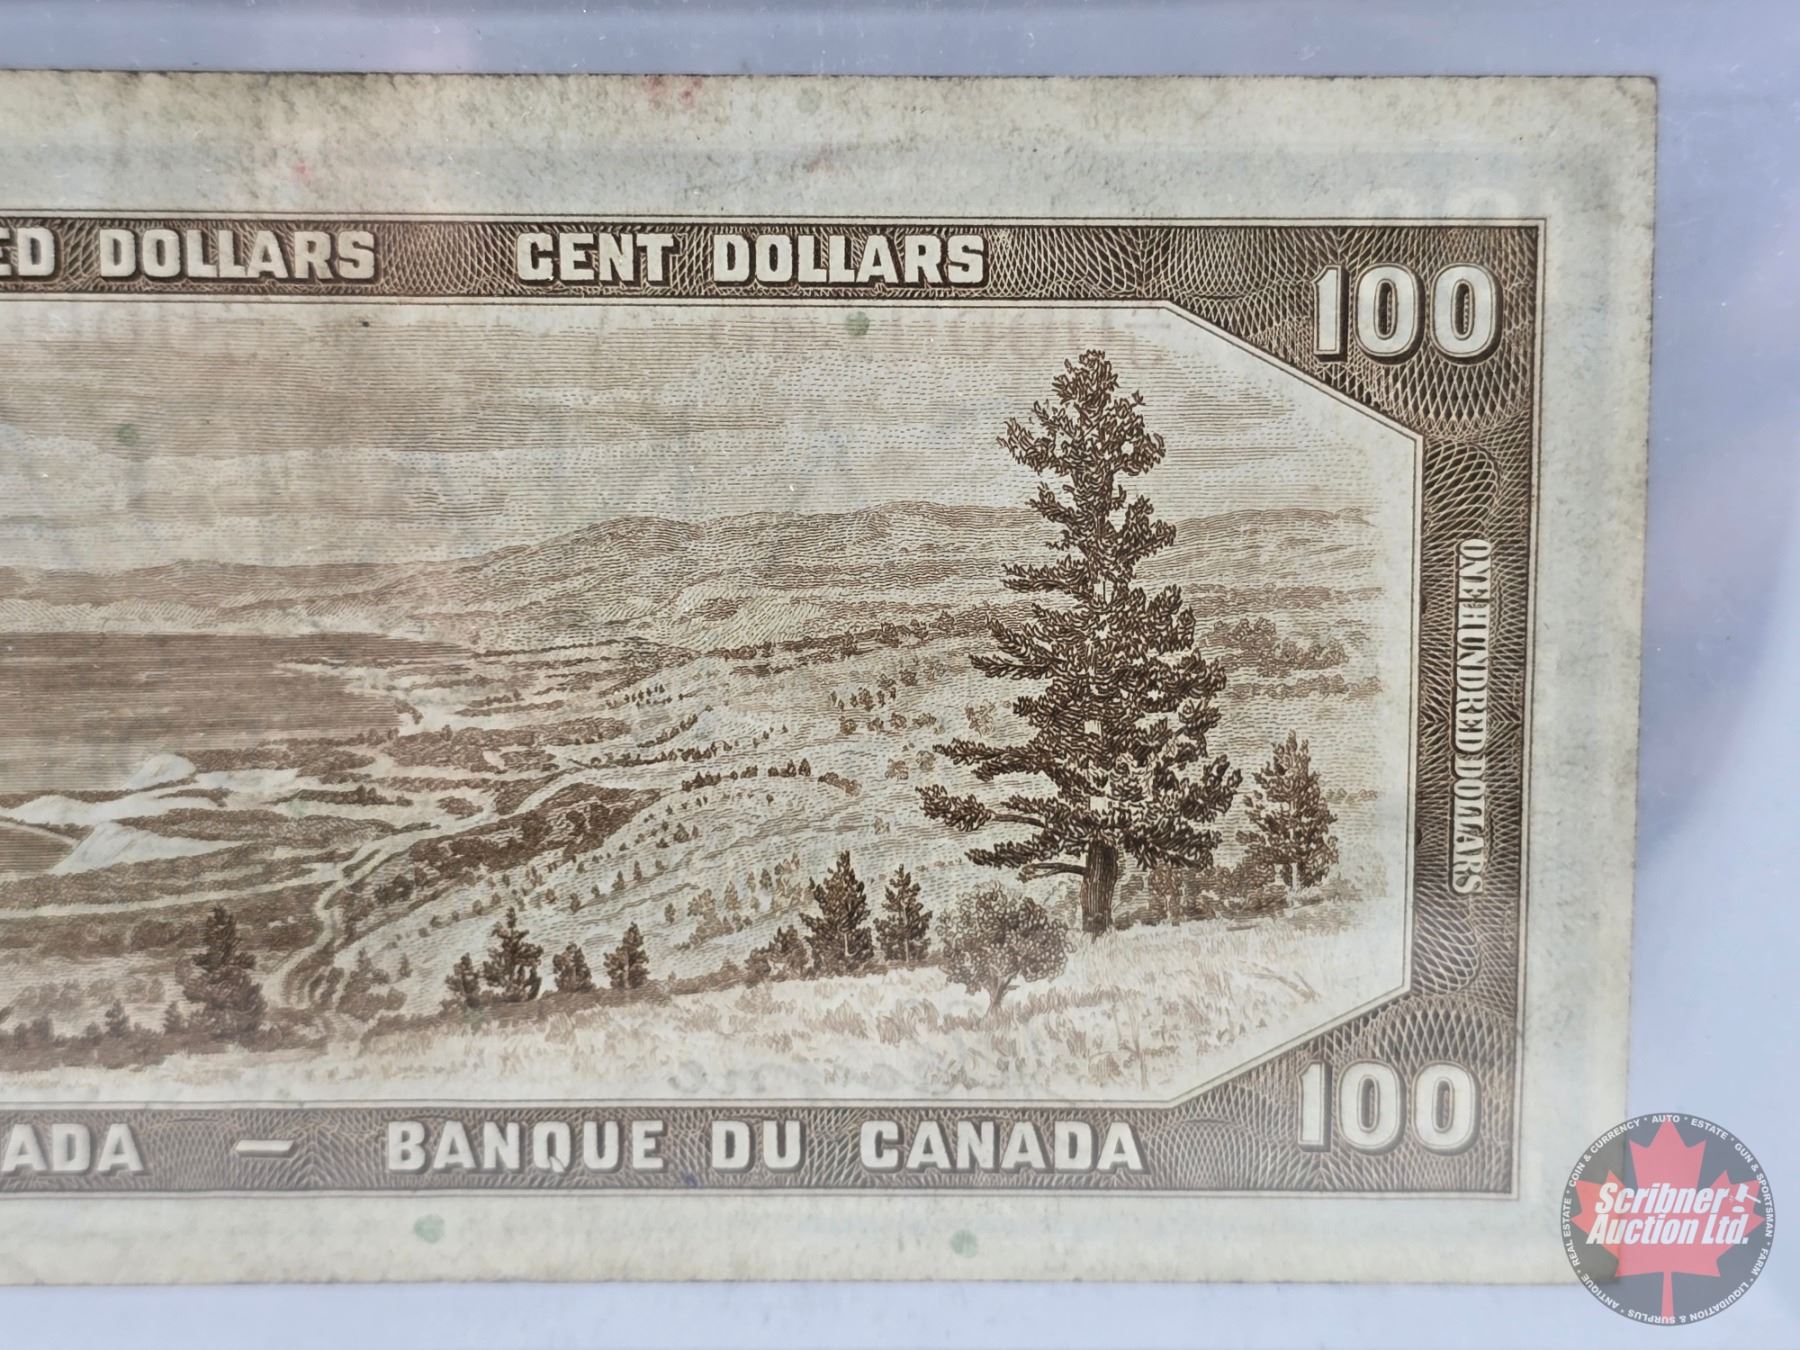 ED DOLLARS CENT DOLLARS
100
ONE HUNDRED DOLLARS
100
ADA – BANQUE DU CANADA
COIN & CURRENCY • AUTO • ESTATE • GUN & SPORTSMAN • FARM • LIQUIDATION & SURPLUS • ANTIQUE • REAL ESTATE •
Scribner
Auction Ltd.